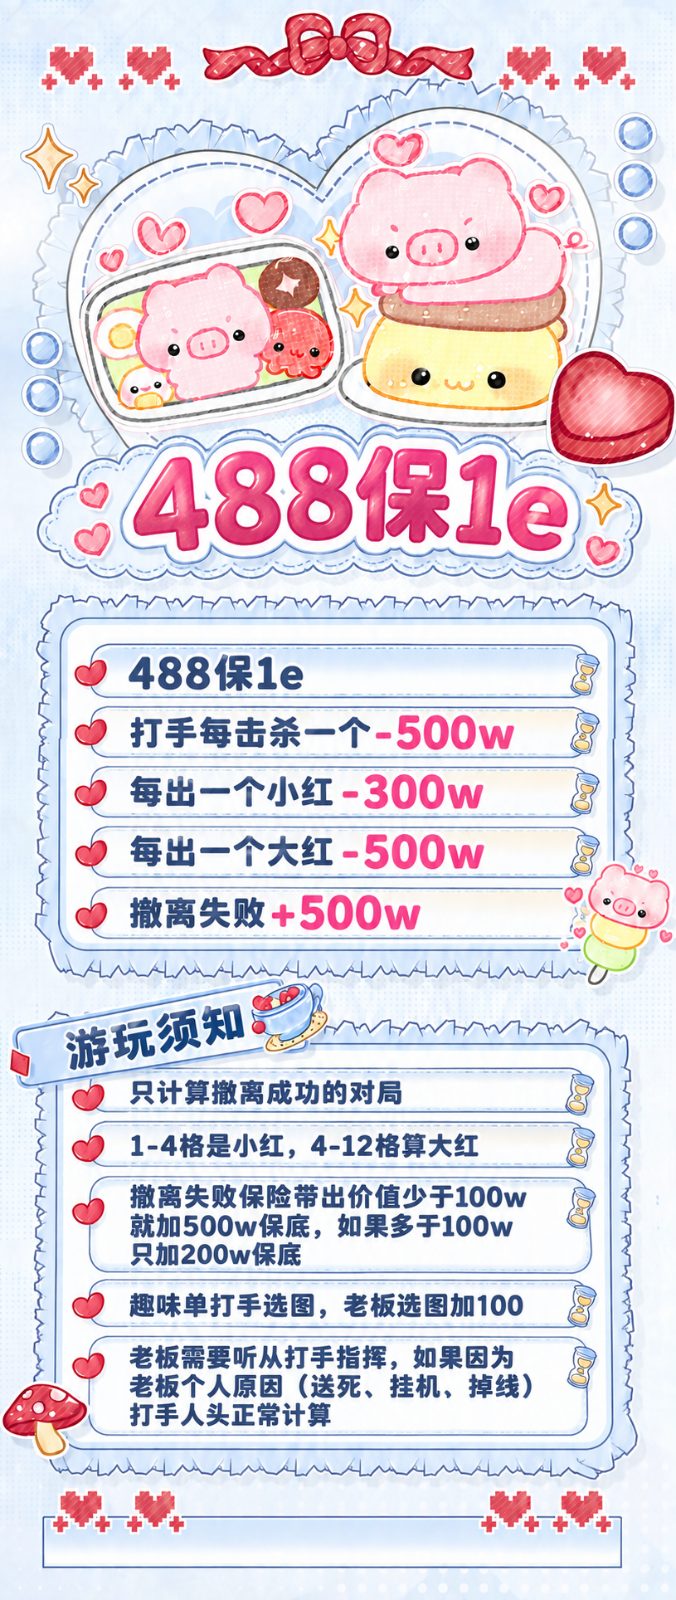 488保1e
488保1e
打手每击杀一个-500w
每出一个小红 -300w
每出一个大红 -500w
撤离失败+500w
游玩须知
只计算撤离成功的对局
1-4格是小红，4-12格算大红
撤离失败保险带出价值少于100w
就加500w保底，如果多于100w
只加200w保底
趣味单打手选图，老板选图加100
老板需要听从打手指挥，如果因为
老板个人原因（送死、挂机、掉线）
打手人头正常计算